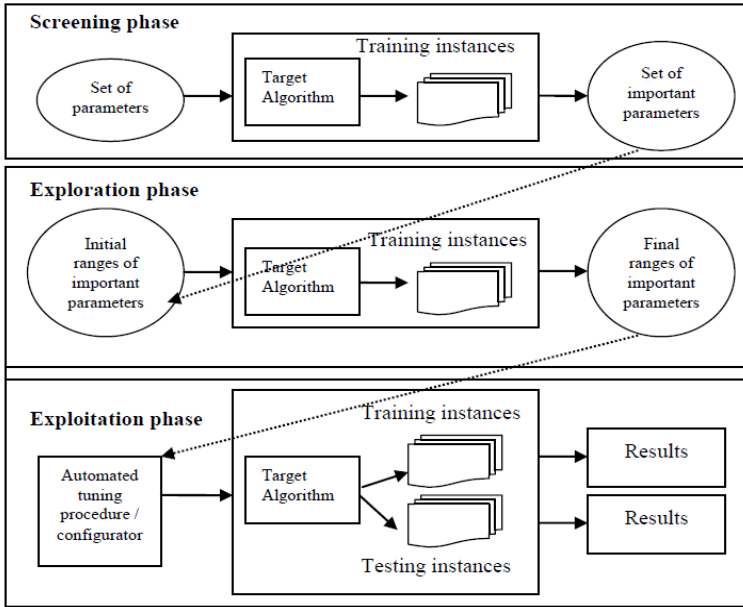 Screening phase
Training instances
Set of
parameters
Target
Algorithm
Set of
important
parameters
Exploration phase
Training instances
Initial
ranges of
important
parameters
Target
Algorithm
Final
ranges of
important
parameters
Exploitation phase
Training instances
Automated
tuning
procedure /
configurator
Target
Algorithm
Results
Results
Testing instances